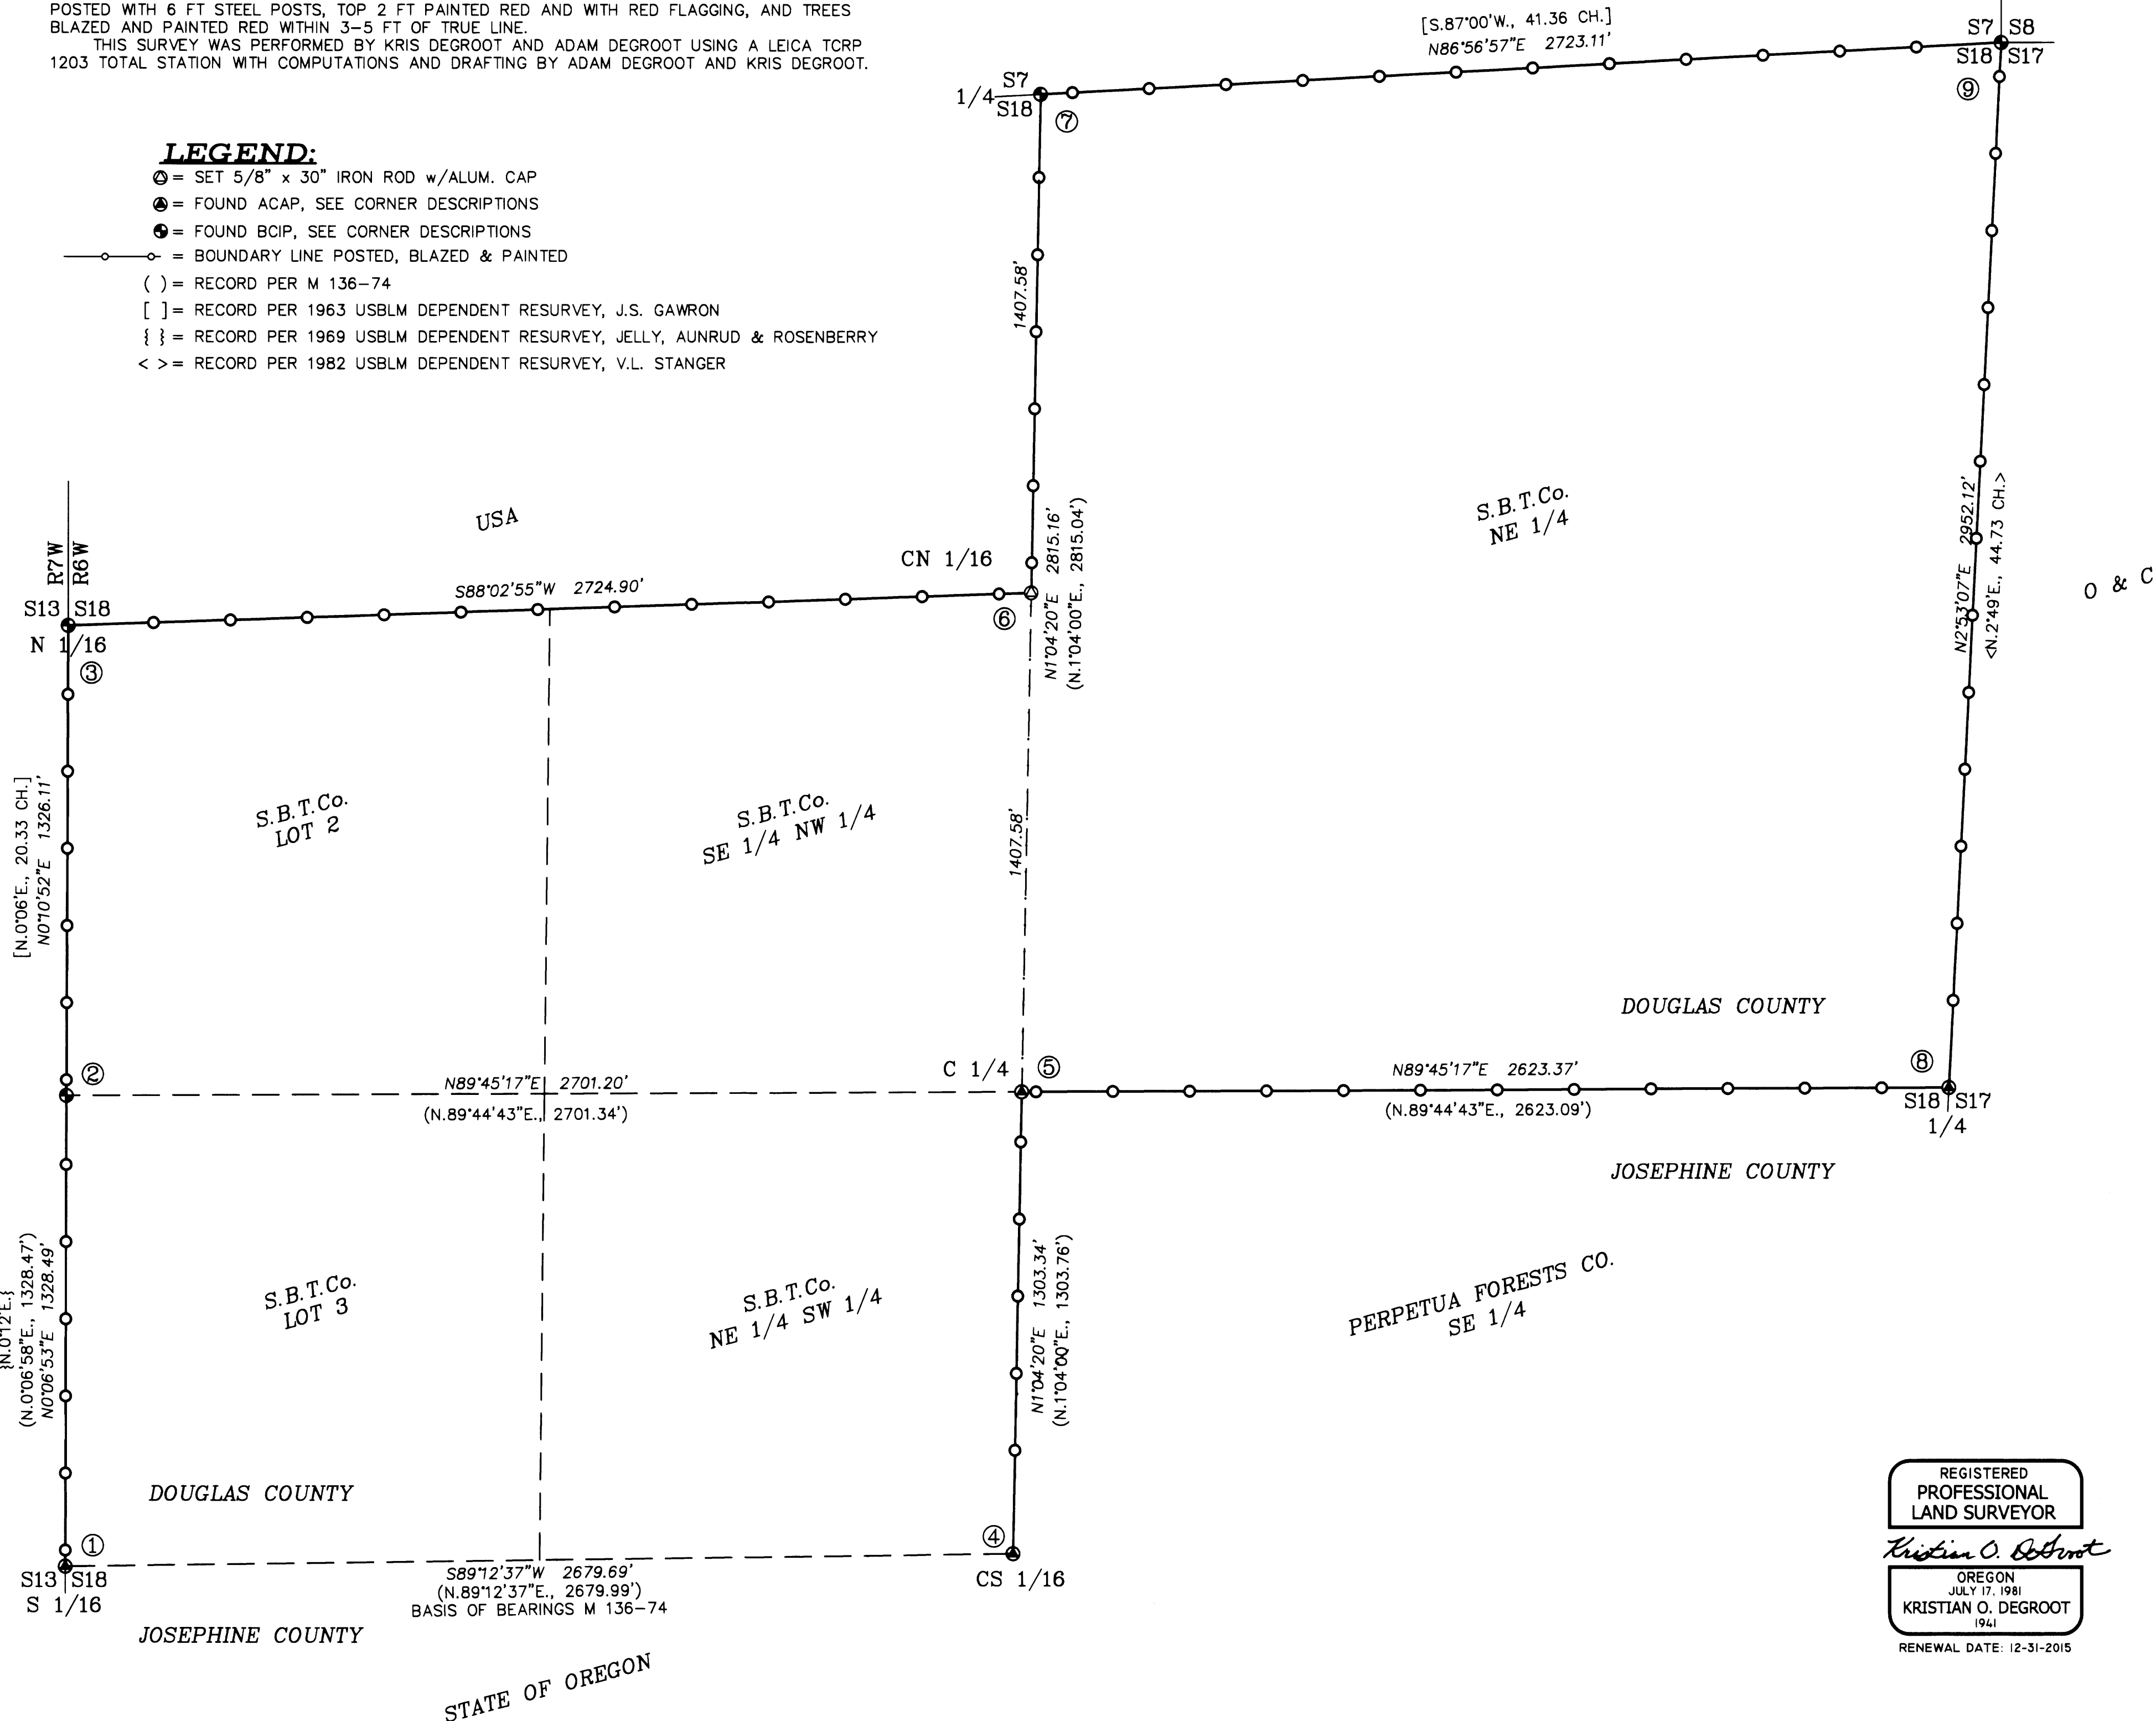 POSTED WITH 6 FT STEEL POSTS, TOP 2 FT PAINTED RED AND WITH RED FLAGGING, AND TREES
BLAZED AND PAINTED RED WITHIN 3-5 FT OF TRUE LINE.
THIS SURVEY WAS PERFORMED BY KRIS DEGROOT AND ADAM DEGROOT USING A LEICA TCRP
1203 TOTAL STATION WITH COMPUTATIONS AND DRAFTING BY ADAM DEGROOT AND KRIS DEGROOT.
LEGEND:
= SET 5/8" x 30" IRON ROD w/ALUM. CAP
= FOUND ACAP, SEE CORNER DESCRIPTIONS
= FOUND BCIP, SEE CORNER DESCRIPTIONS
= BOUNDARY LINE POSTED, BLAZED & PAINTED
( ) = RECORD PER M 136-74
[ ] = RECORD PER 1963 USBLM DEPENDENT RESURVEY, J.S. GAWRON
{ } = RECORD PER 1969 USBLM DEPENDENT RESURVEY, JELLY, AUNRUD & ROSENBERRY
< > = RECORD PER 1982 USBLM DEPENDENT RESURVEY, V.L. STANGER
[S.87°00'W., 41.36 CH.]
N86°56'57"E 2723.11'
S7 S8
S18 S17
⑨
S7
1/4
S18
⑦
1407.58'
USA
CN 1/16
S88°02'55"W 2724.90'
⑥
N1°04'20"E 2815.16'
(N.1°04'00"E., 2815.04')
S.B.T.Co.
NE 1/4
N2°53'07"E 2952.12'
<N.2°49'E., 44.73 CH.>
O & C
R7W R6W
S13 S18
N 1/16
③
[N.0°06'E., 20.33 CH.]
N0°10'52"E 1326.11'
S.B.T.Co.
LOT 2
S.B.T.Co.
SE 1/4 NW 1/4
1407.58'
DOUGLAS COUNTY
②
N89°45'17"E 2701.20'
(N.89°44'43"E., 2701.34')
C 1/4
⑤
N89°45'17"E 2623.37'
(N.89°44'43"E., 2623.09')
⑧
S18 S17
1/4
JOSEPHINE COUNTY
{N.0°12'E.}
(N.0°06'58"E., 1328.47')
N0°06'53"E 1328.49'
S.B.T.Co.
LOT 3
S.B.T.Co.
NE 1/4 SW 1/4
N1°04'20"E 1303.34'
(N.1°04'00"E., 1303.76')
PERPETUA FORESTS CO.
SE 1/4
DOUGLAS COUNTY
①
S13 S18
S 1/16
④
CS 1/16
S89°12'37"W 2679.69'
(N.89°12'37"E., 2679.99')
BASIS OF BEARINGS M 136-74
JOSEPHINE COUNTY
STATE OF OREGON
REGISTERED
PROFESSIONAL
LAND SURVEYOR
Kristian O. DeGroot
OREGON
JULY 17, 1981
KRISTIAN O. DEGROOT
1941
RENEWAL DATE: 12-31-2015